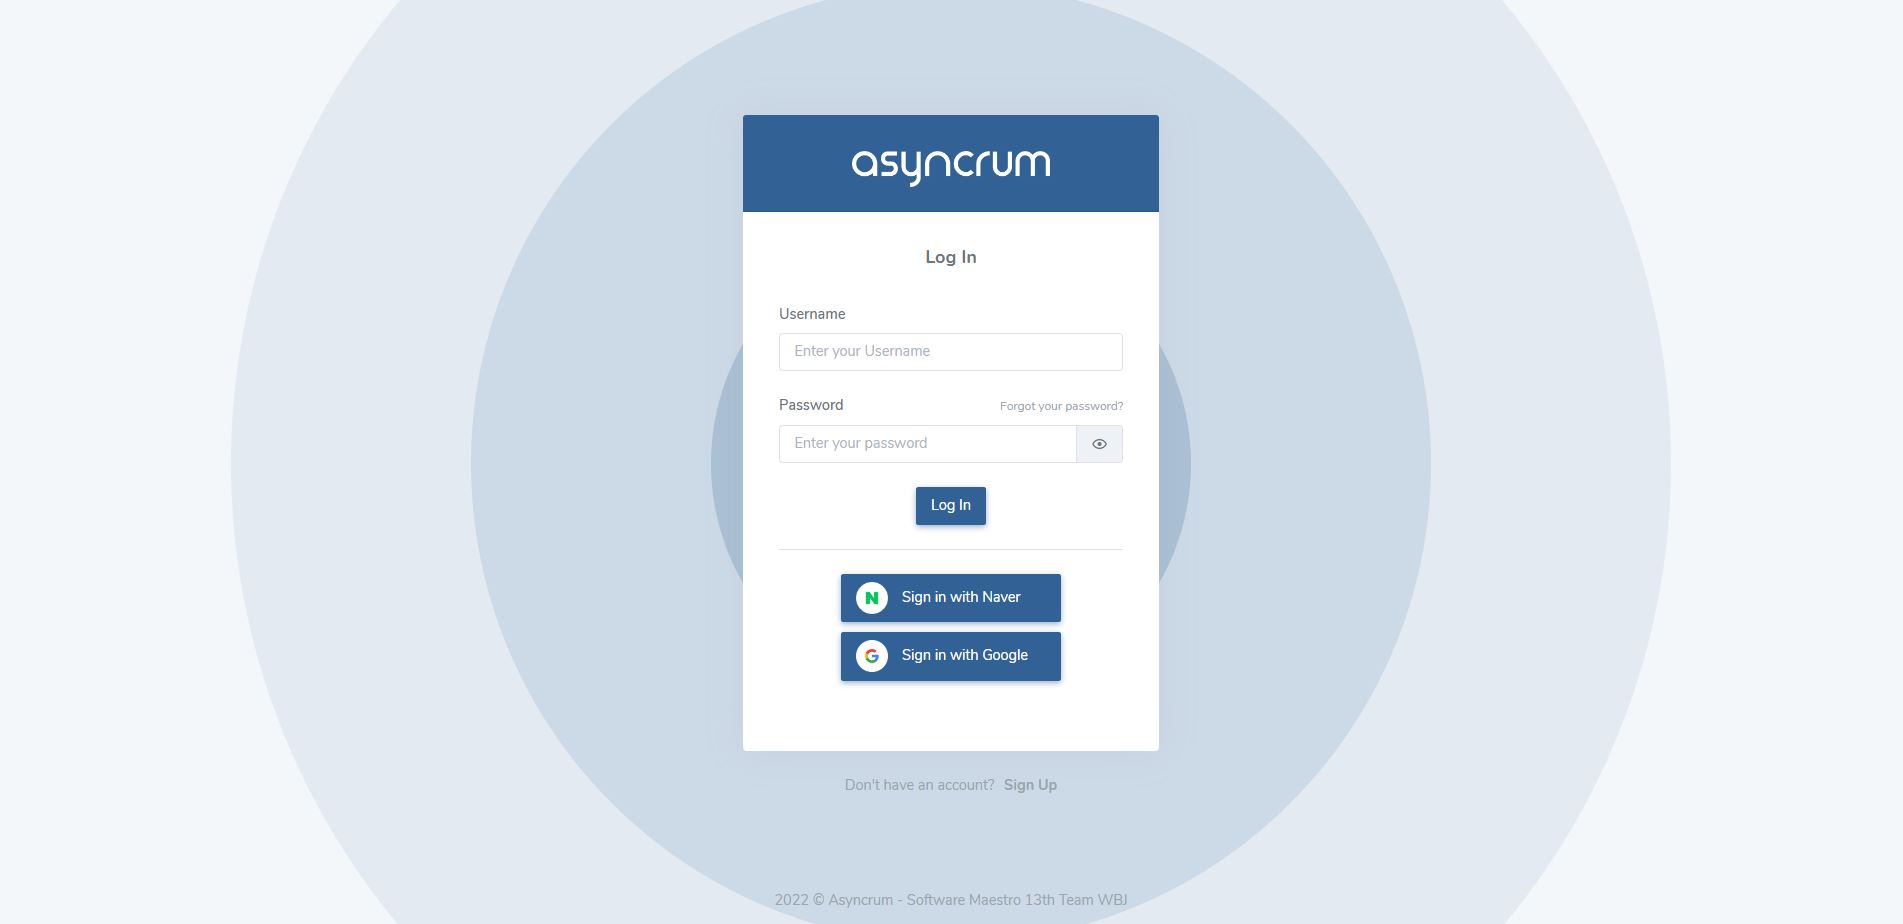 asyncrum
Log In
Username
Enter your Username
Password Forgot your password?
Enter your password
Log In
N Sign in with Naver
G Sign in with Google
Don't have an account? Sign Up
2022 © Asyncrum - Software Maestro 13th Team WBJ